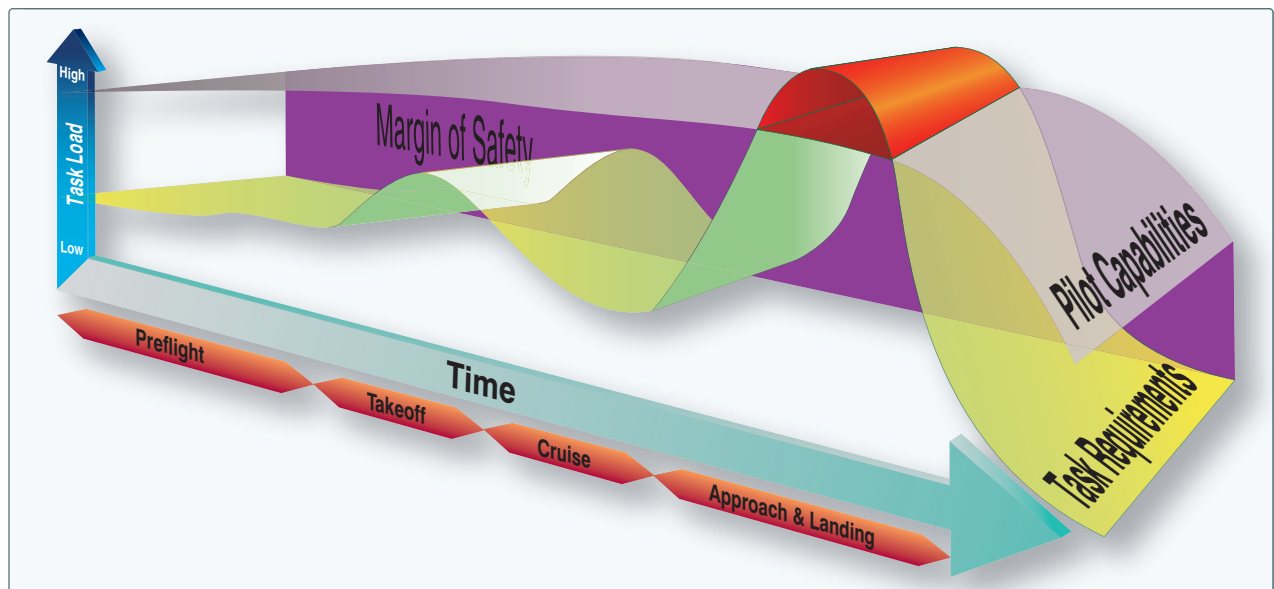 High
Task Load
Low
Margin of Safety
Pilot Capabilities
Task Requirements
Time
Preflight
Takeoff
Cruise
Approach & Landing